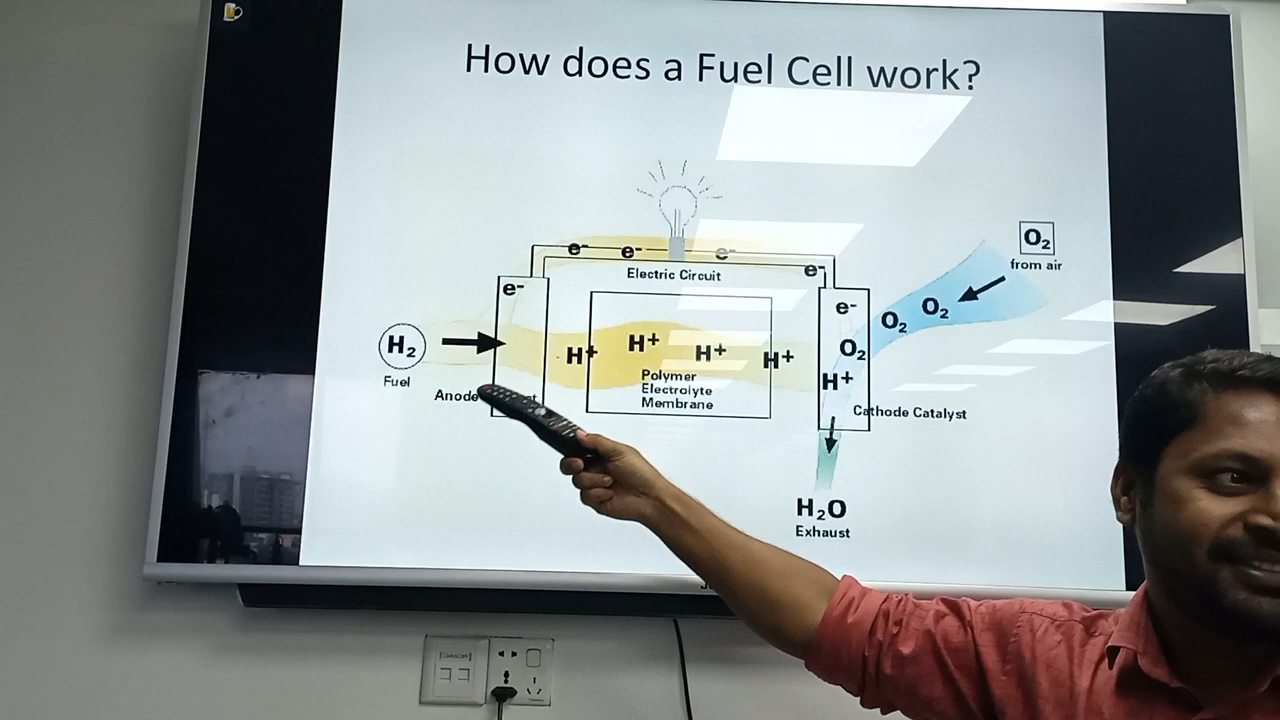 How does a Fuel Cell work?
O₂
from air
e⁻ e⁻ e⁻
e⁻
Electric Circuit
e⁻
e⁻
O₂ O₂
H₂
Fuel
H⁺ H⁺ H⁺ H⁺
O₂
H⁺
Polymer
Electrolyte
Membrane
Anode
Cathode Catalyst
H₂O
Exhaust